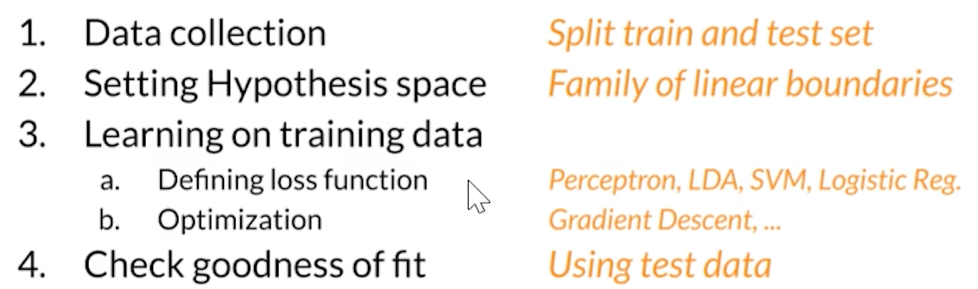 1. Data collection Split train and test set
2. Setting Hypothesis space Family of linear boundaries
3. Learning on training data
a. Defining loss function Perceptron, LDA, SVM, Logistic Reg.
b. Optimization Gradient Descent, ...
4. Check goodness of fit Using test data